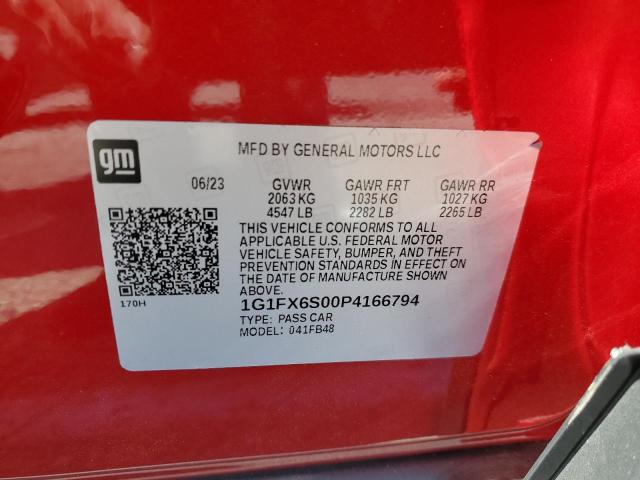 gm
MFD BY GENERAL MOTORS LLC
06/23 GVWR GAWR FRT GAWR RR
2063 KG 1035 KG 1027 KG
4547 LB 2282 LB 2265 LB
THIS VEHICLE CONFORMS TO ALL
APPLICABLE U.S. FEDERAL MOTOR
VEHICLE SAFETY, BUMPER, AND THEFT
PREVENTION STANDARDS IN EFFECT ON
THE DATE OF MANUFACTURE SHOWN
ABOVE.
170H
1G1FX6S00P4166794
TYPE: PASS CAR
MODEL: 041FB48